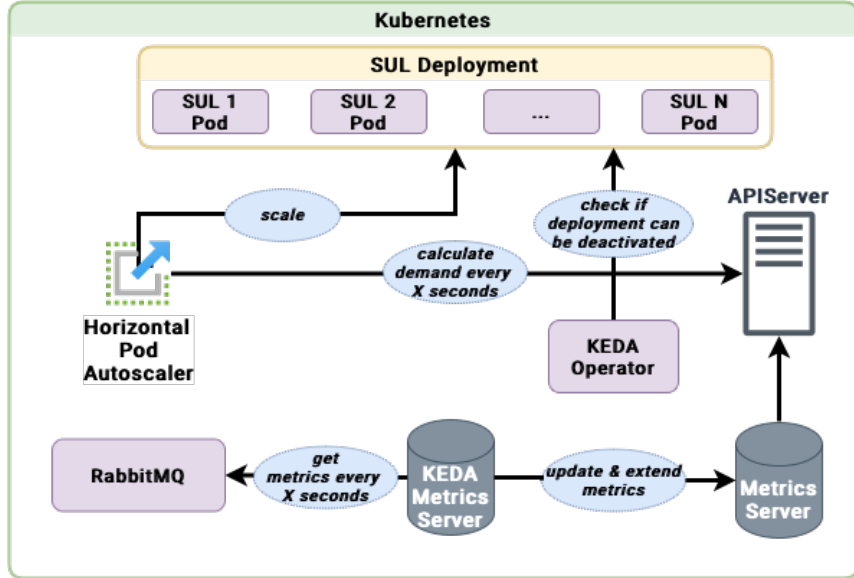 Kubernetes
SUL Deployment
SUL 1
Pod
SUL 2
Pod
...
SUL N
Pod
scale
check if
deployment can
be deactivated
APIServer
calculate
demand every
X seconds
Horizontal
Pod
Autoscaler
KEDA
Operator
RabbitMQ
get
metrics every
X seconds
KEDA
Metrics
Server
update & extend
metrics
Metrics
Server